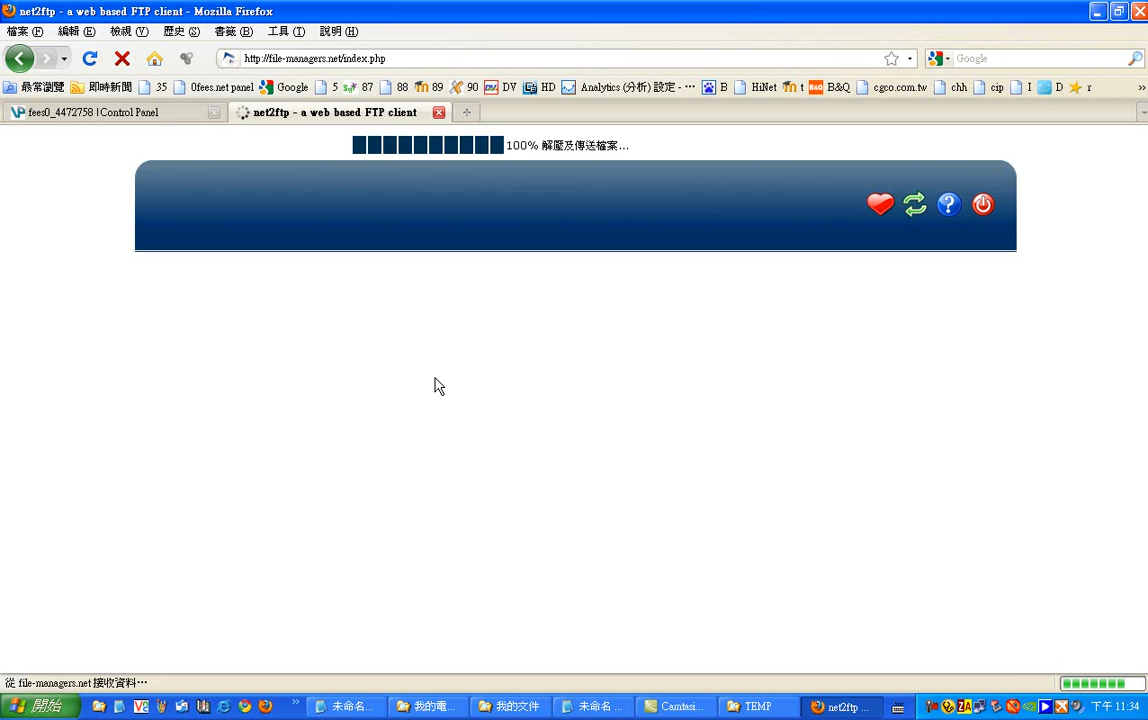 net2ftp - a web based FTP client - Mozilla Firefox
檔案 (F) 編輯 (E) 檢視 (V) 歷史 (S) 書籤 (B) 工具 (T) 說明 (H)
http://file-managers.net/index.php Google
最常瀏覽 即時新聞 35 0fees.net panel Google 5 87 88 89 90 DV HD Analytics (分析) 設定 - ⋯ B HiNet t B&Q cgco.com.tw chh cip I D r »
fees0_4472758 | Control Panel net2ftp - a web based FTP client
100% 解壓及傳送檔案...
從 file-managers.net 接收資料⋯
開始 » 未命名... 我的電... 我的文件 未命名 ... Camtasi... TEMP net2ftp ... 下午 11:34